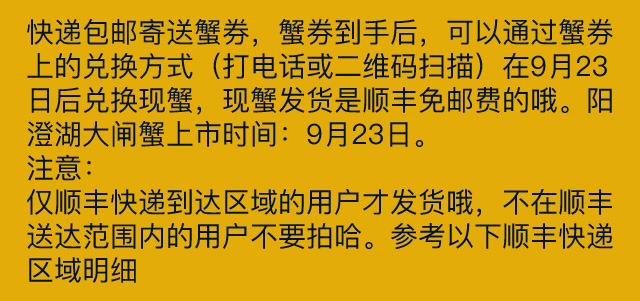 快递包邮寄送蟹券，蟹券到手后，可以通过蟹券
上的兑换方式（打电话或二维码扫描）在9月23
日后兑换现蟹，现蟹发货是顺丰免邮费的哦。阳
澄湖大闸蟹上市时间：9月23日。
注意：
仅顺丰快递到达区域的用户才发货哦，不在顺丰
送达范围内的用户不要拍哈。参考以下顺丰快递
区域明细